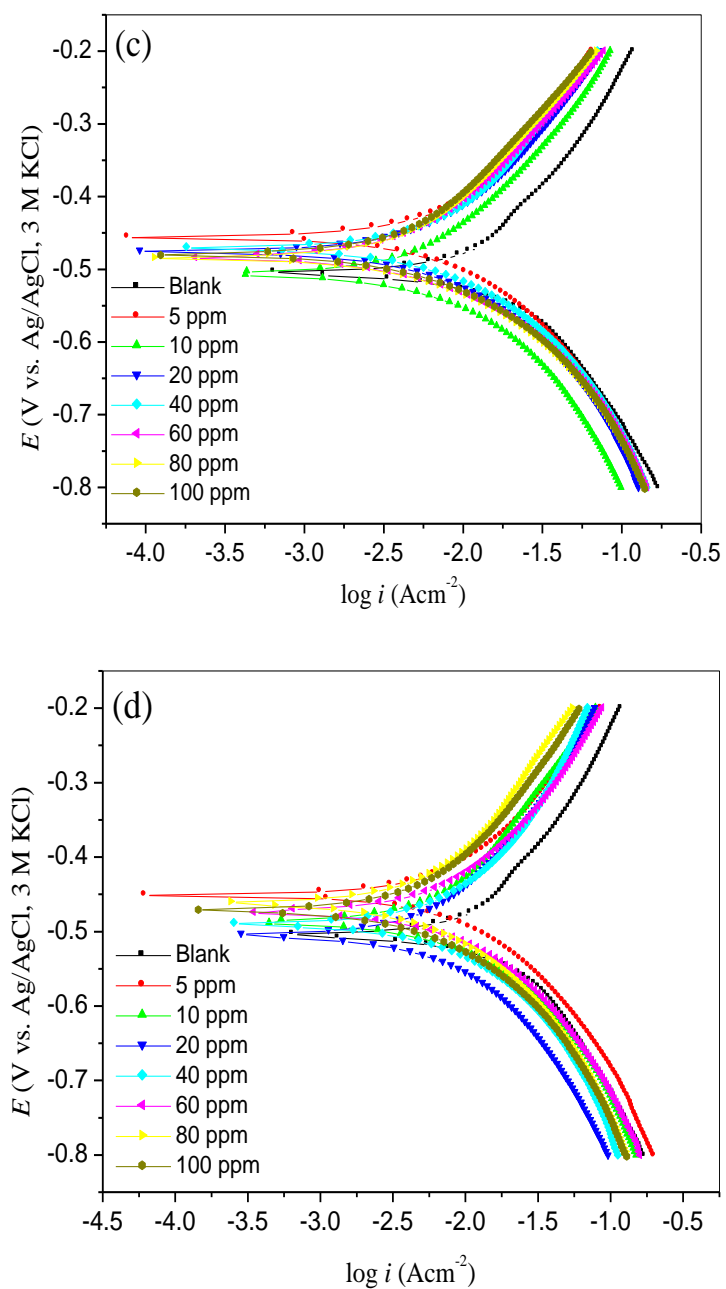 (c)
-0.2
-0.3
-0.4
-0.5
-0.6
-0.7
-0.8
E (V vs. Ag/AgCl, 3 M KCl)
Blank
5 ppm
10 ppm
20 ppm
40 ppm
60 ppm
80 ppm
100 ppm
-4.0 -3.5 -3.0 -2.5 -2.0 -1.5 -1.0 -0.5
log i (Acm-2)
(d)
-0.2
-0.3
-0.4
-0.5
-0.6
-0.7
-0.8
E (V vs. Ag/AgCl, 3 M KCl)
Blank
5 ppm
10 ppm
20 ppm
40 ppm
60 ppm
80 ppm
100 ppm
-4.5 -4.0 -3.5 -3.0 -2.5 -2.0 -1.5 -1.0 -0.5
log i (Acm-2)